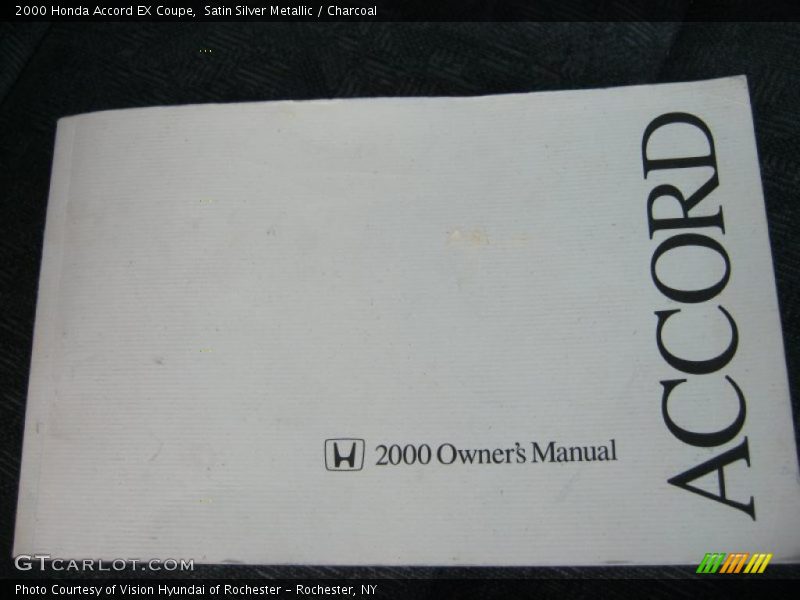 2000 Honda Accord EX Coupe, Satin Silver Metallic / Charcoal
ACCORD
2000 Owner's Manual
GTCARLOT.COM
Photo Courtesy of Vision Hyundai of Rochester - Rochester, NY